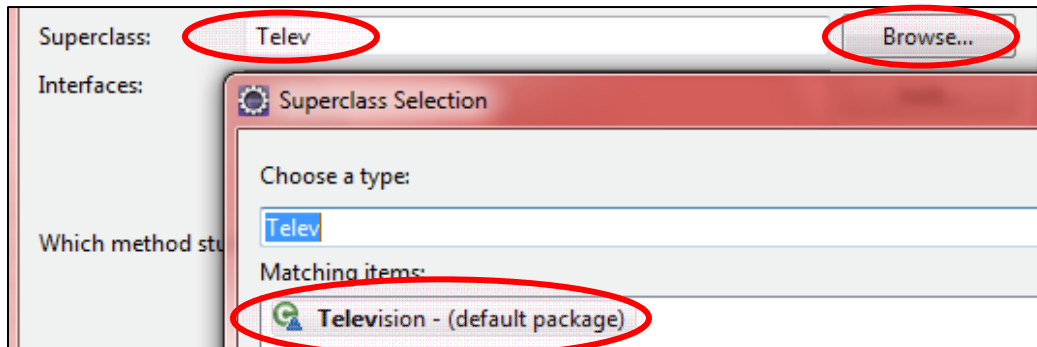 Superclass: Telev Browse...
Interfaces:
Superclass Selection
Choose a type:
Telev
Which method stu
Matching items:
Television - (default package)